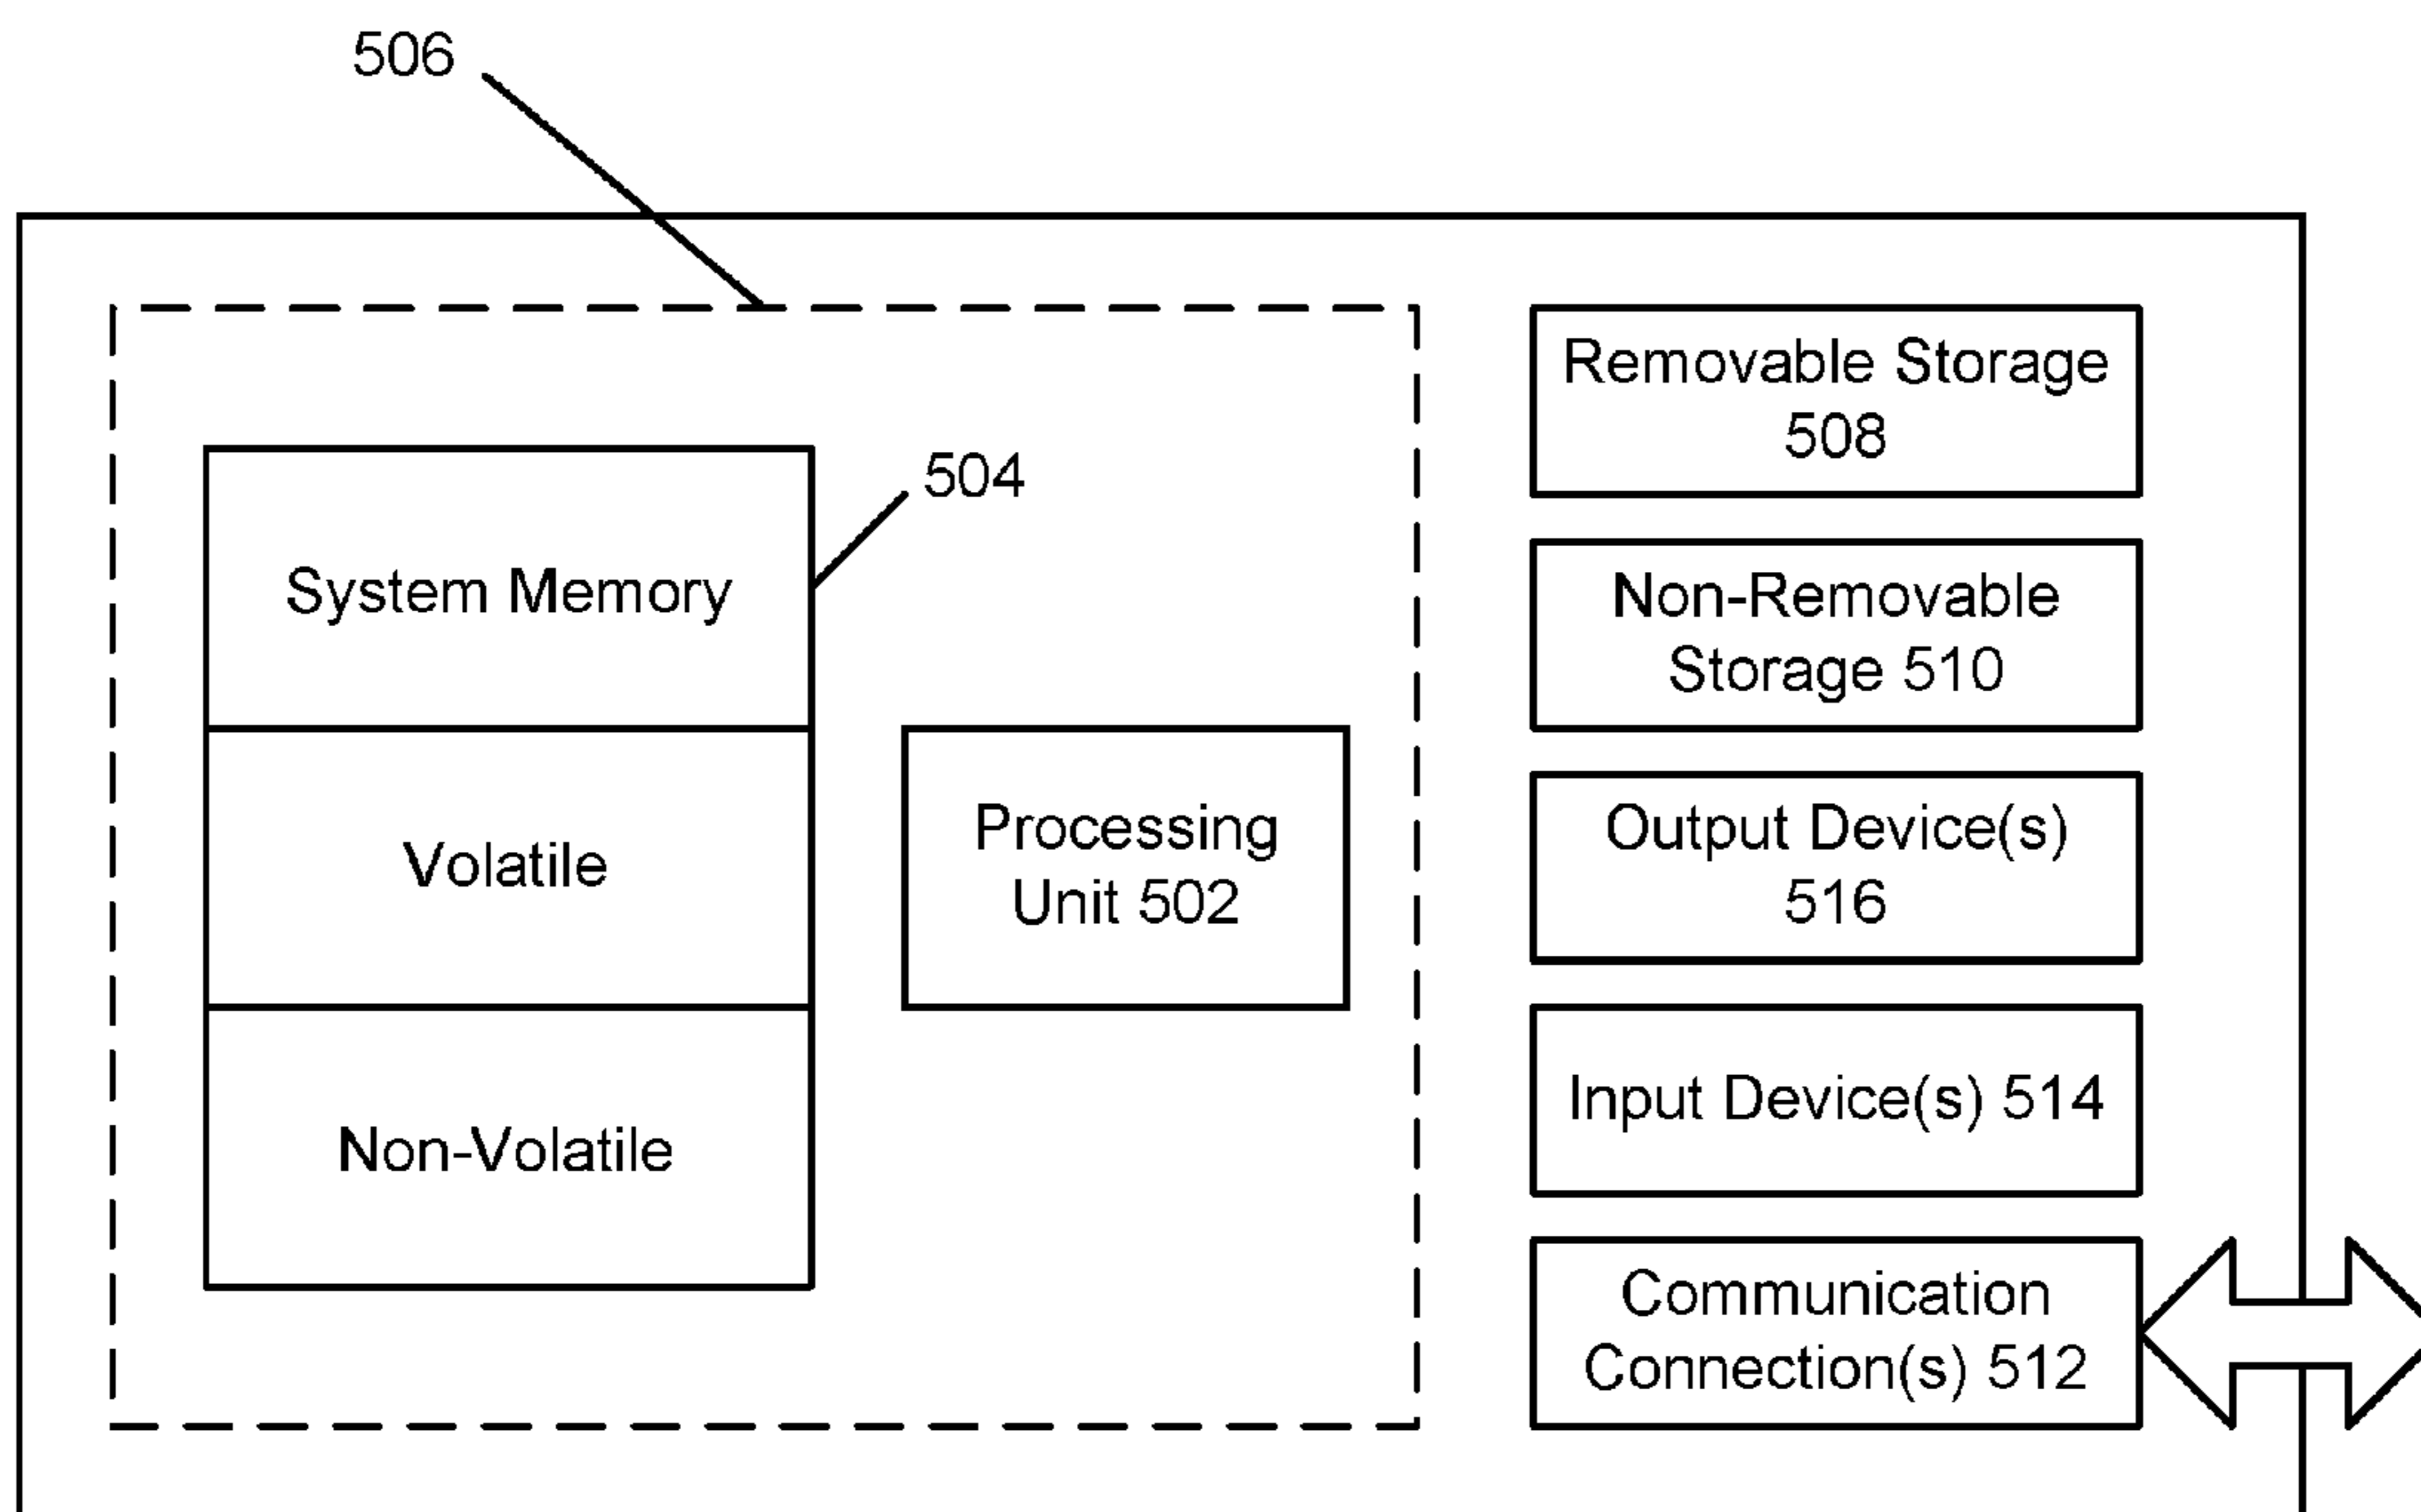 506
504
System Memory
Volatile
Non-Volatile
Processing
Unit 502
Removable Storage
508
Non-Removable
Storage 510
Output Device(s)
516
Input Device(s) 514
Communication
Connection(s) 512